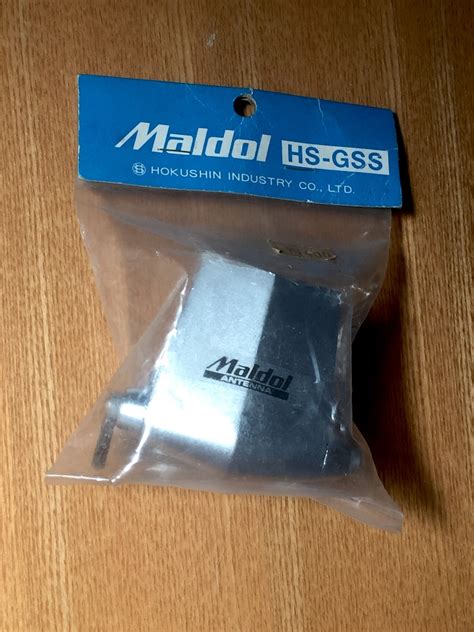 Maldol HS-GSS
Ⓢ HOKUSHIN INDUSTRY CO., LTD.
Maldol
ANTENNA